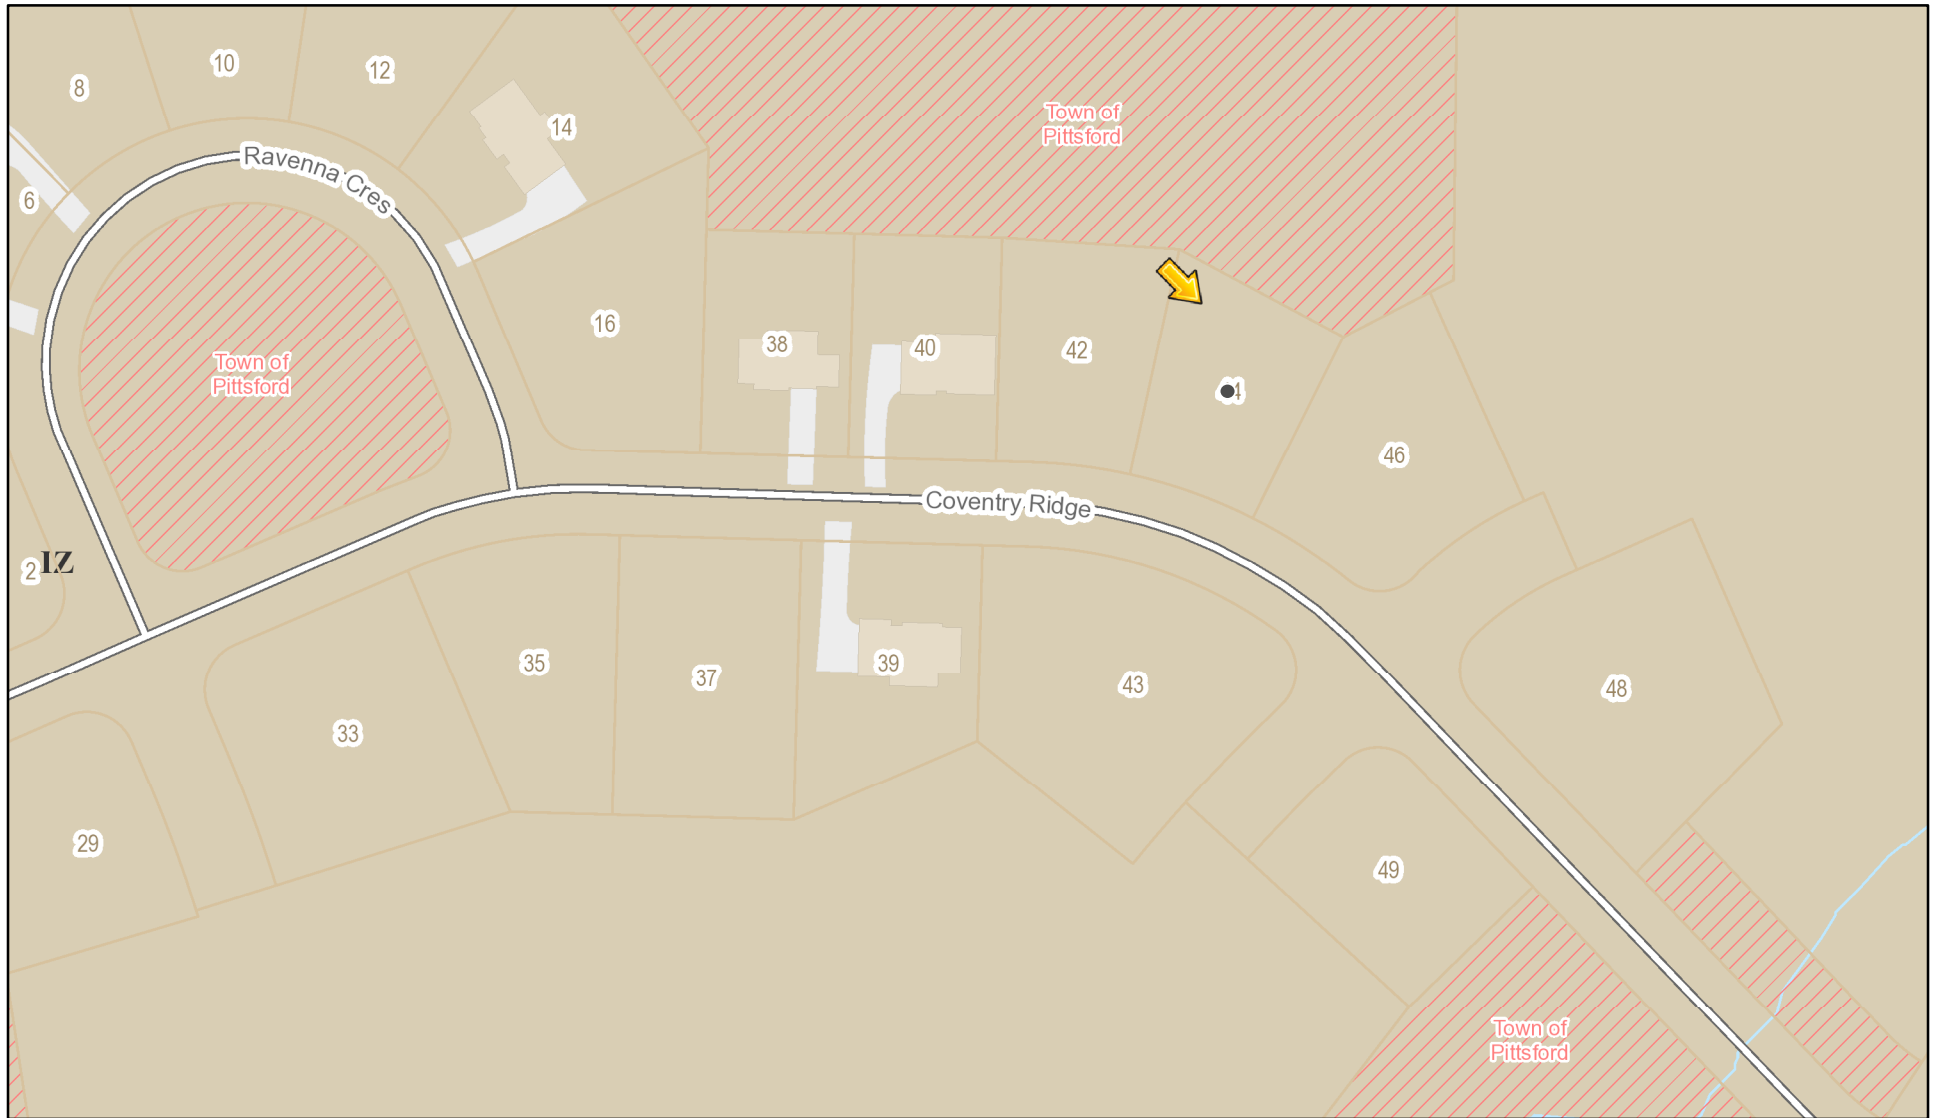 10
12
8
Town of
Pittsford
14
Ravenna Cres
6
16
38
40
42
Town of
Pittsford
46
Coventry Ridge
IZ
2
35
37
39
43
48
33
29
49
Town of
Pittsford